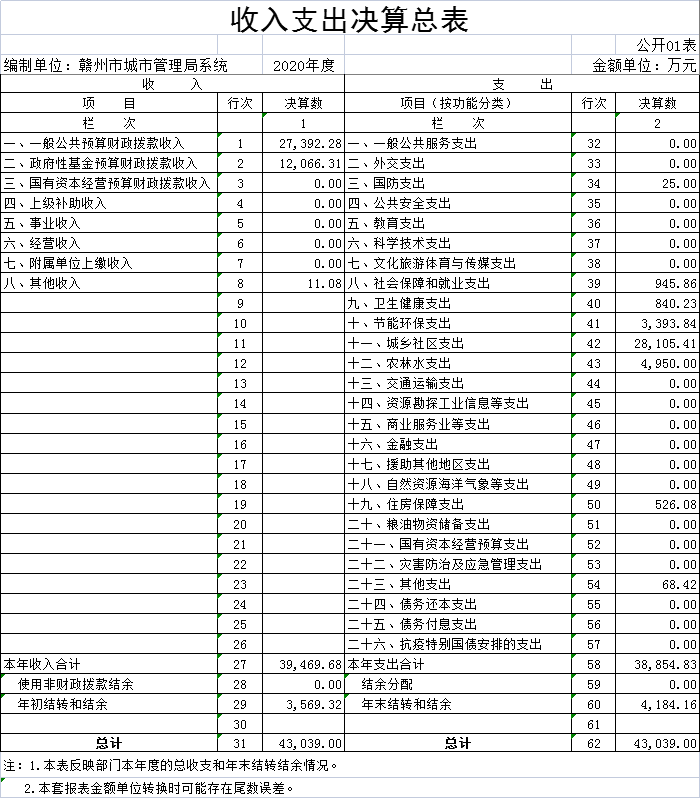 收入支出决算总表
公开01表
编制单位：赣州市城市管理局系统 2020年度 金额单位：万元
收 入 支 出
项 目 行次 决算数 项目（按功能分类） 行次 决算数
栏 次 1 栏 次 2
一、一般公共预算财政拨款收入 1 27,392.28 一、一般公共服务支出 32 0.00
二、政府性基金预算财政拨款收入 2 12,066.31 二、外交支出 33 0.00
三、国有资本经营预算财政拨款收入 3 0.00 三、国防支出 34 25.00
四、上级补助收入 4 0.00 四、公共安全支出 35 0.00
五、事业收入 5 0.00 五、教育支出 36 0.00
六、经营收入 6 0.00 六、科学技术支出 37 0.00
七、附属单位上缴收入 7 0.00 七、文化旅游体育与传媒支出 38 0.00
八、其他收入 8 11.08 八、社会保障和就业支出 39 945.86
9 九、卫生健康支出 40 840.23
10 十、节能环保支出 41 3,393.84
11 十一、城乡社区支出 42 28,105.41
12 十二、农林水支出 43 4,950.00
13 十三、交通运输支出 44 0.00
14 十四、资源勘探工业信息等支出 45 0.00
15 十五、商业服务业等支出 46 0.00
16 十六、金融支出 47 0.00
17 十七、援助其他地区支出 48 0.00
18 十八、自然资源海洋气象等支出 49 0.00
19 十九、住房保障支出 50 526.08
20 二十、粮油物资储备支出 51 0.00
21 二十一、国有资本经营预算支出 52 0.00
22 二十二、灾害防治及应急管理支出 53 0.00
23 二十三、其他支出 54 68.42
24 二十四、债务还本支出 55 0.00
25 二十五、债务付息支出 56 0.00
26 二十六、抗疫特别国债安排的支出 57 0.00
本年收入合计 27 39,469.68 本年支出合计 58 38,854.83
使用非财政拨款结余 28 0.00 结余分配 59 0.00
年初结转和结余 29 3,569.32 年末结转和结余 60 4,184.16
30 61
总计 31 43,039.00 总计 62 43,039.00
注：1.本表反映部门本年度的总收支和年末结转结余情况。
2.本套报表金额单位转换时可能存在尾数误差。